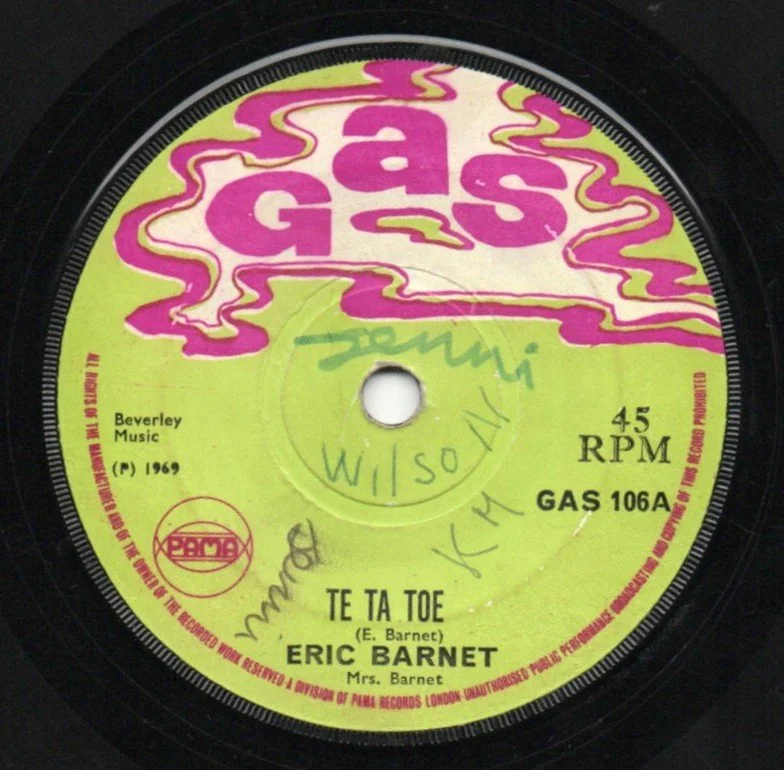 Gas
Jenni
Wilson
KM
Beverley
Music
(P) 1969
45
RPM
GAS 106A
PAMA
TE TA TOE
(E. Barnet)
ERIC BARNET
Mrs. Barnet
ALL RIGHTS OF THE MANUFACTURER AND OF THE OWNER OF THE RECORDED WORK RESERVED·A DIVISION OF PAMA RECORDS LONDON·UNAUTHORISED PUBLIC PERFORMANCE BROADCASTING AND COPYING OF THIS RECORD PROHIBITED